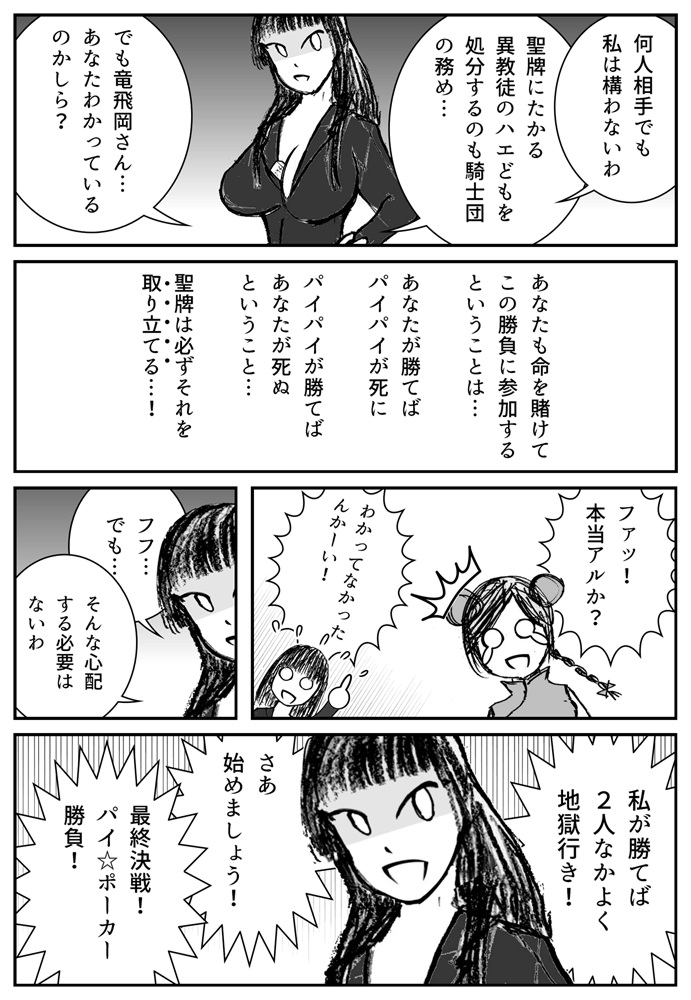 何人相手でも
私は構わないわ
聖牌にたかる
異教徒のハエどもを
処分するのも騎士団
の務め…
でも竜飛岡さん…
あなたわかっている
のかしら？
あなたも命を賭けて
この勝負に参加する
ということは…
あなたが勝てば
パイパイが死に
パイパイが勝てば
あなたが死ぬ
ということ…
聖牌は必ずそれを
取り立てる…！
ファッ！
本当アルか？
わかってなかった
んかーい！
フフ…
でも…
そんな心配
する必要は
ないわ
私が勝てば
２人なかよく
地獄行き！
さあ
始めましょう！
最終決戦！
パイ☆ポーカー
勝負！